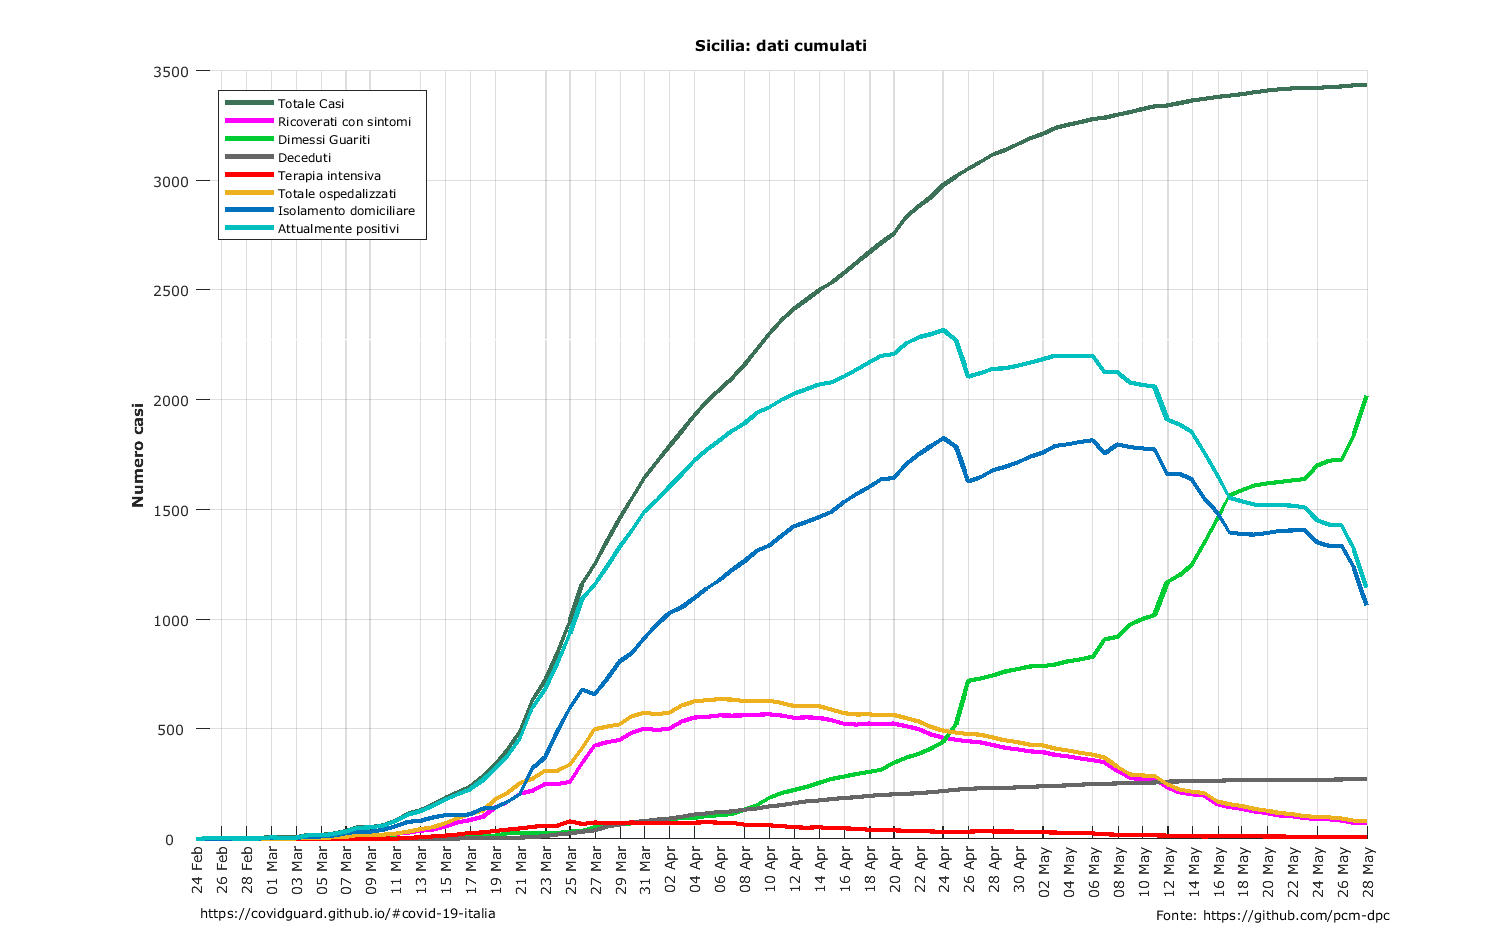 Sicilia: dati cumulati
3500
3000
2500
2000
1500
1000
500
0
Numero casi
Totale Casi
Ricoverati con sintomi
Dimessi Guariti
Deceduti
Terapia intensiva
Totale ospedalizzati
Isolamento domiciliare
Attualmente positivi
24 Feb
26 Feb
28 Feb
01 Mar
03 Mar
05 Mar
07 Mar
09 Mar
11 Mar
13 Mar
15 Mar
17 Mar
19 Mar
21 Mar
23 Mar
25 Mar
27 Mar
29 Mar
31 Mar
02 Apr
04 Apr
06 Apr
08 Apr
10 Apr
12 Apr
14 Apr
16 Apr
18 Apr
20 Apr
22 Apr
24 Apr
26 Apr
28 Apr
30 Apr
02 May
04 May
06 May
08 May
10 May
12 May
14 May
16 May
18 May
20 May
22 May
24 May
26 May
28 May
https://covidguard.github.io/#covid-19-italia
Fonte: https://github.com/pcm-dpc